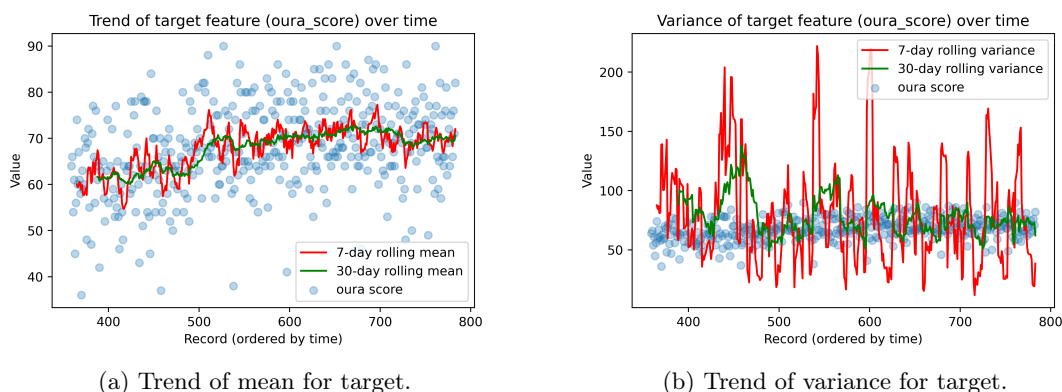 Trend of target feature (oura_score) over time
90
80
70
60
50
40
Value
400 500 600 700 800
Record (ordered by time)
7-day rolling mean
30-day rolling mean
oura score
(a) Trend of mean for target.
Variance of target feature (oura_score) over time
200
150
100
50
Value
400 500 600 700 800
Record (ordered by time)
7-day rolling variance
30-day rolling variance
oura score
(b) Trend of variance for target.